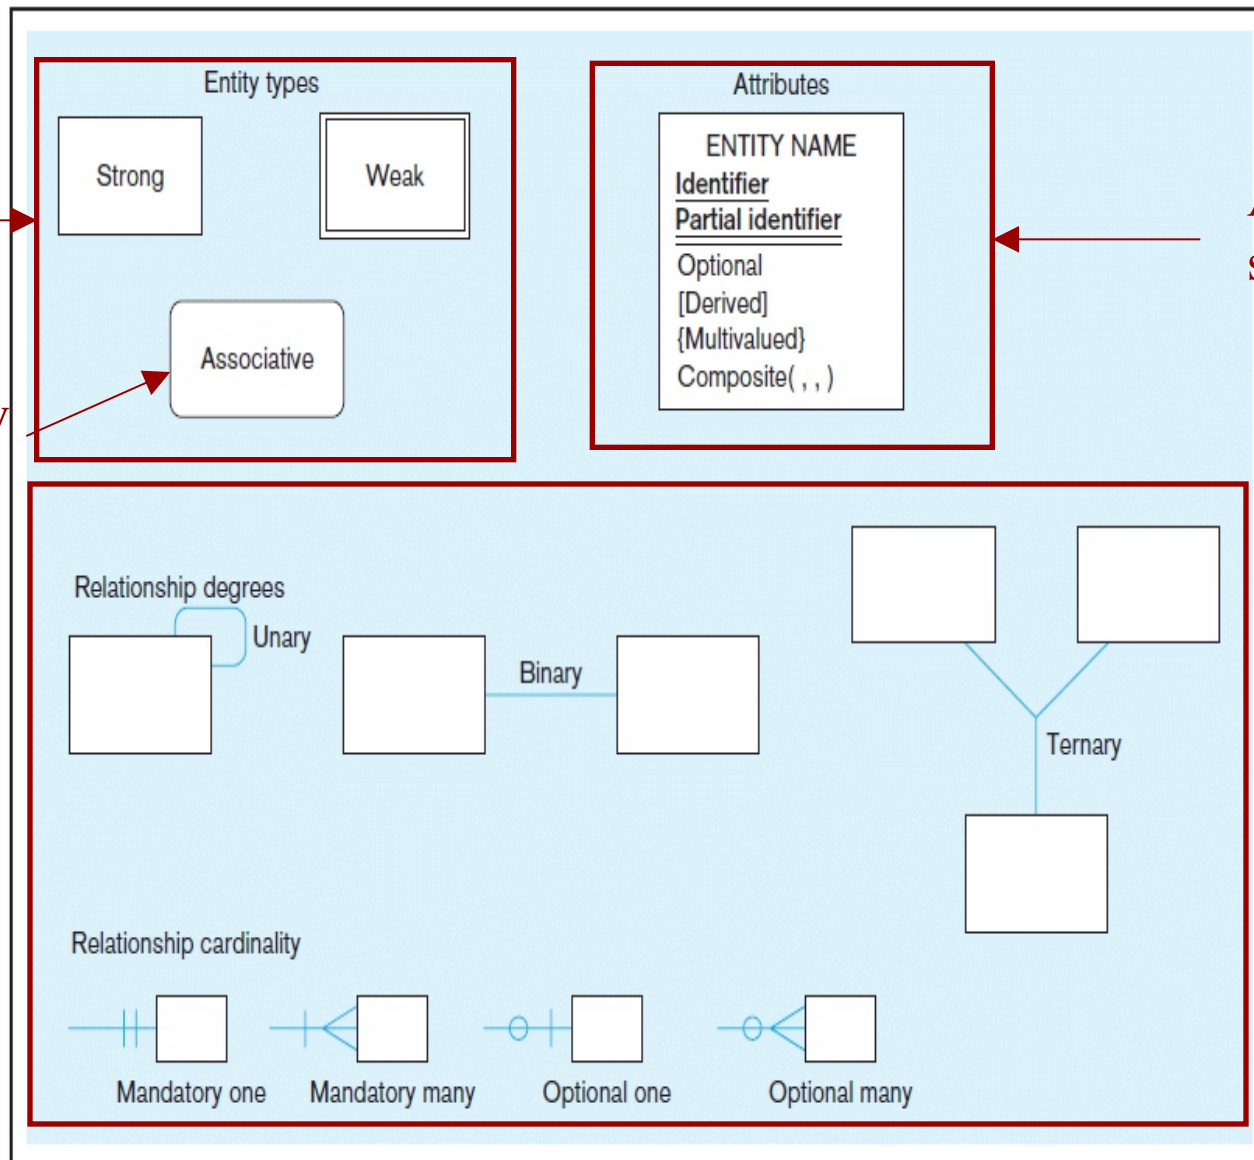 Entity types
Strong
Weak
Associative
Attributes
ENTITY NAME
Identifier
Partial identifier
Optional
[Derived]
{Multivalued}
Composite( , , )
Relationship degrees
Unary
Binary
Ternary
Relationship cardinality
Mandatory one
Mandatory many
Optional one
Optional many